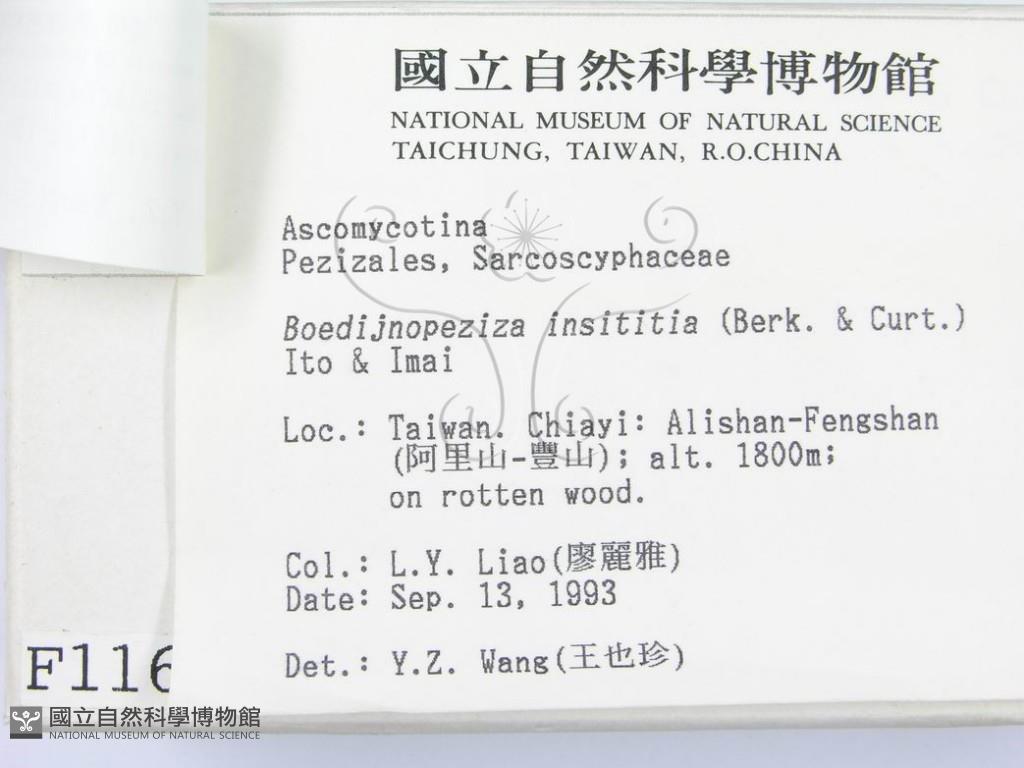 國立自然科學博物館
NATIONAL MUSEUM OF NATURAL SCIENCE
TAICHUNG, TAIWAN, R.O.CHINA
Ascomycotina
Pezizales, Sarcoscyphaceae
Boedijnopeziza insititia (Berk. & Curt.)
Ito & Imai
Loc.: Taiwan. Chiayi: Alishan-Fengshan
(阿里山-豐山); alt. 1800m;
on rotten wood.
Col.: L.Y. Liao(廖麗雅)
Date: Sep. 13, 1993
Det.: Y.Z. Wang(王也珍)
F116
國立自然科學博物館
NATIONAL MUSEUM OF NATURAL SCIENCE